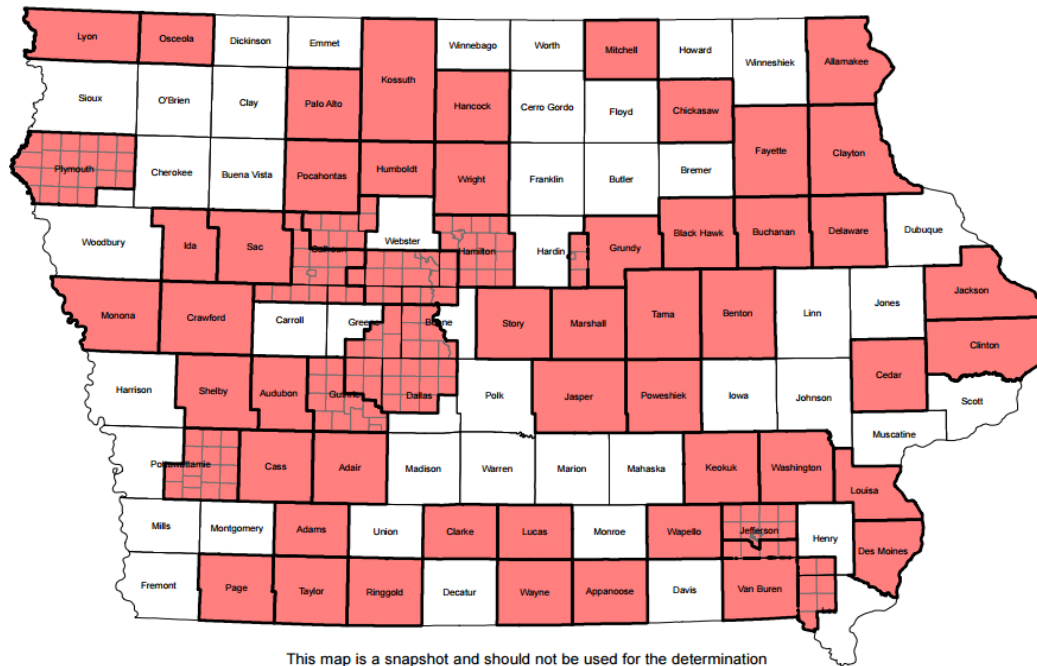 Lyon
Osceola
Dickinson
Emmet
Winnebago
Worth
Mitchell
Howard
Winneshiek
Allamakee
Kossuth
Sioux
O'Brien
Clay
Palo Alto
Hancock
Cerro Gordo
Floyd
Chickasaw
Fayette
Clayton
Plymouth
Cherokee
Buena Vista
Pocahontas
Humboldt
Wright
Franklin
Butler
Bremer
Woodbury
Ida
Sac
Calhoun
Webster
Hamilton
Hardin
Grundy
Black Hawk
Buchanan
Delaware
Dubuque
Monona
Crawford
Carroll
Greene
Boone
Story
Marshall
Tama
Benton
Linn
Jones
Jackson
Clinton
Harrison
Shelby
Audubon
Guthrie
Dallas
Polk
Jasper
Poweshiek
Iowa
Johnson
Cedar
Scott
Muscatine
Pottawattamie
Cass
Adair
Madison
Warren
Marion
Mahaska
Keokuk
Washington
Louisa
Mills
Montgomery
Adams
Union
Clarke
Lucas
Monroe
Wapello
Jefferson
Henry
Des Moines
Fremont
Page
Taylor
Ringgold
Decatur
Wayne
Appanoose
Davis
Van Buren
Lee
This map is a snapshot and should not be used for the determination